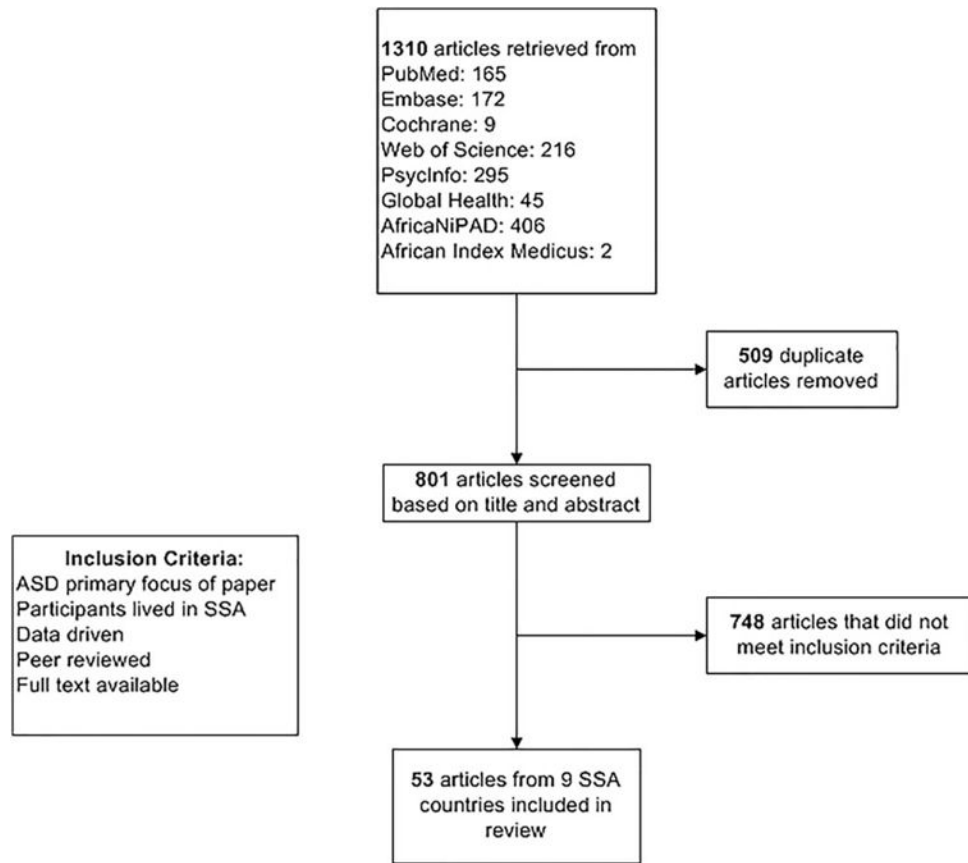 1310 articles retrieved from
PubMed: 165
Embase: 172
Cochrane: 9
Web of Science: 216
PsycInfo: 295
Global Health: 45
AfricaNiPAD: 406
African Index Medicus: 2
509 duplicate
articles removed
801 articles screened
based on title and abstract
Inclusion Criteria:
ASD primary focus of paper
Participants lived in SSA
Data driven
Peer reviewed
Full text available
748 articles that did not
meet inclusion criteria
53 articles from 9 SSA
countries included in
review